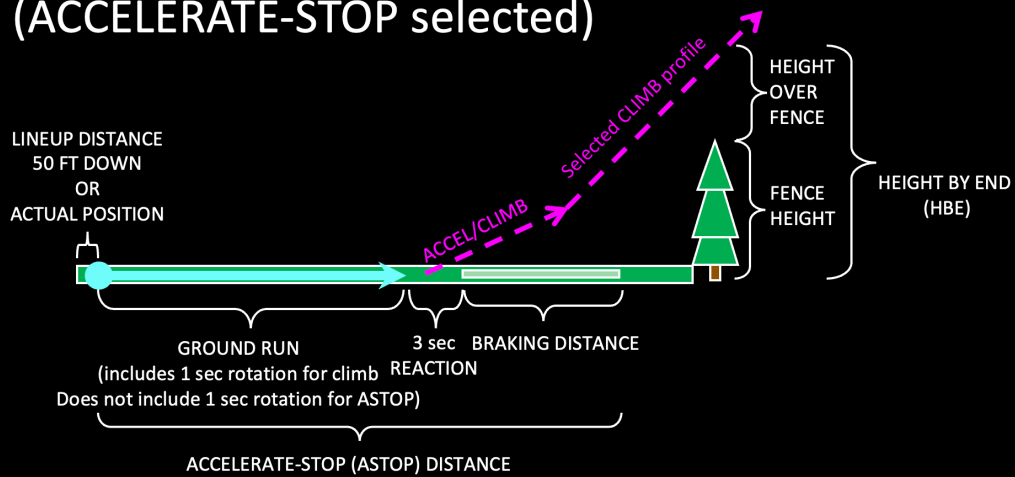 (ACCELERATE-STOP selected)
LINEUP DISTANCE
50 FT DOWN
OR
ACTUAL POSITION
ACCEL/CLIMB
Selected CLIMB profile
HEIGHT
OVER
FENCE
FENCE
HEIGHT
HEIGHT BY END
(HBE)
GROUND RUN
(includes 1 sec rotation for climb
Does not include 1 sec rotation for ASTOP)
3 sec
REACTION
BRAKING DISTANCE
ACCELERATE-STOP (ASTOP) DISTANCE